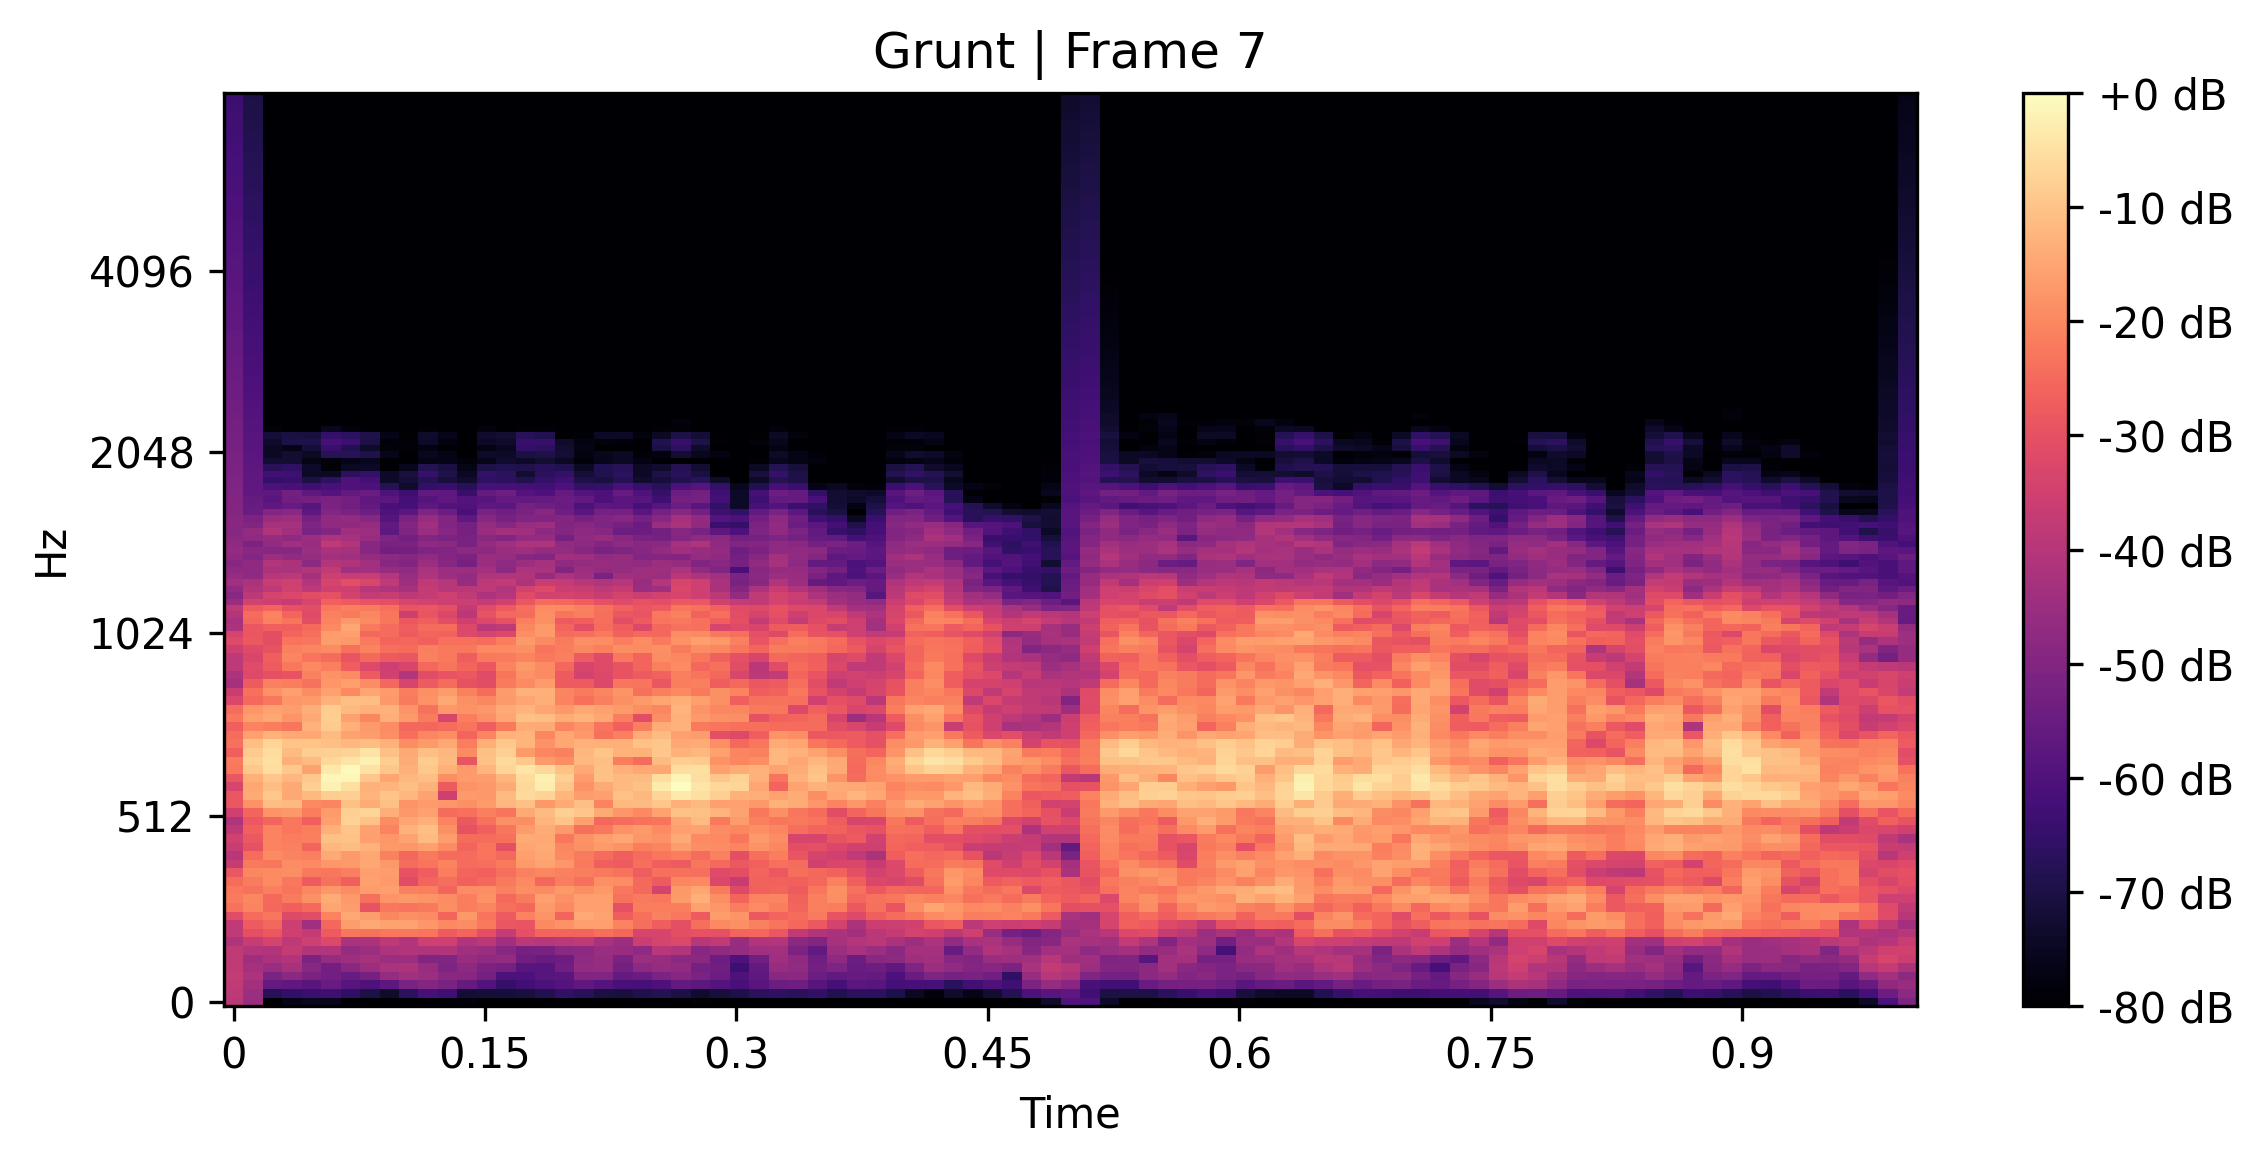 Grunt | Frame 7
Hz
4096
2048
1024
512
0
0 0.15 0.3 0.45 0.6 0.75 0.9
Time
+0 dB
-10 dB
-20 dB
-30 dB
-40 dB
-50 dB
-60 dB
-70 dB
-80 dB